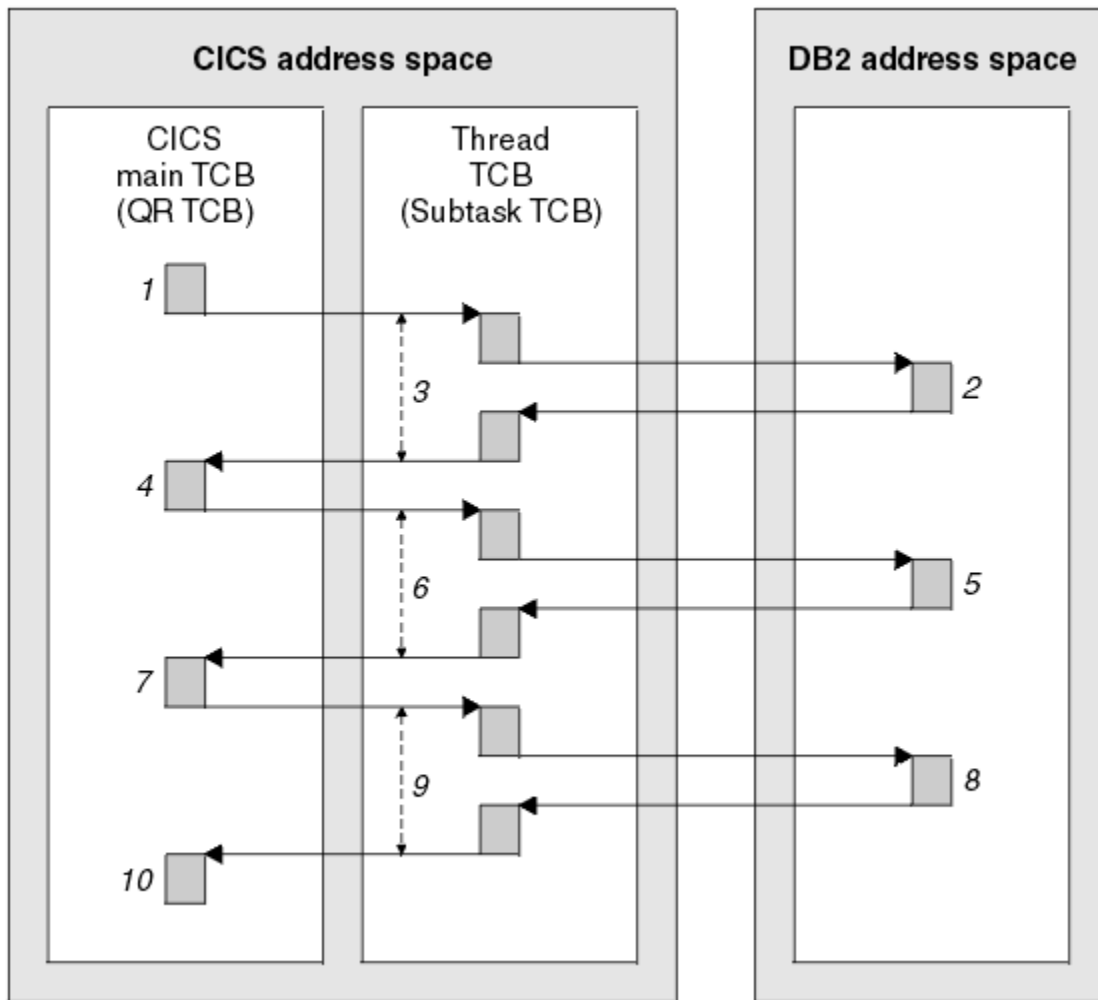 CICS address space
DB2 address space
CICS
main TCB
(QR TCB)
Thread
TCB
(Subtask TCB)
1
3
2
4
6
5
7
9
8
10